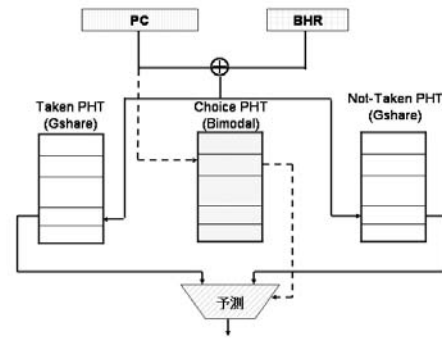 PC
BHR
Taken PHT
(Gshare)
Choice PHT
(Bimodal)
Not-Taken PHT
(Gshare)
予測